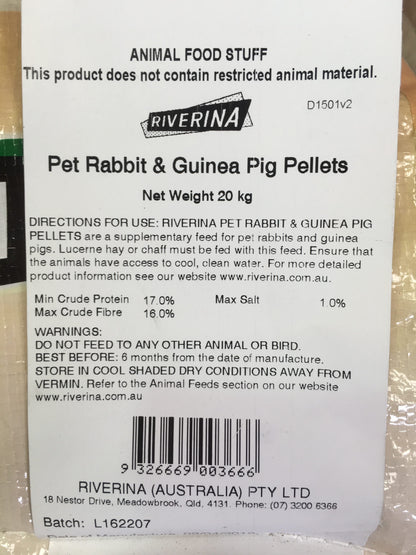 ANIMAL FOOD STUFF
This product does not contain restricted animal material.
RIVERINA
D1501v2
Pet Rabbit & Guinea Pig Pellets
Net Weight 20 kg
DIRECTIONS FOR USE: RIVERINA PET RABBIT & GUINEA PIG
PELLETS are a supplementary feed for pet rabbits and guinea
pigs. Lucerne hay or chaff must be fed with this feed. Ensure that
the animals have access to cool, clean water. For more detailed
product information see our website www.riverina.com.au.
Min Crude Protein 17.0% Max Salt 1.0%
Max Crude Fibre 16.0%
WARNINGS:
DO NOT FEED TO ANY OTHER ANIMAL OR BIRD.
BEST BEFORE: 6 months from the date of manufacture.
STORE IN COOL SHADED DRY CONDITIONS AWAY FROM
VERMIN. Refer to the Animal Feeds section on our website
www.riverina.com.au
9 326669 003666
RIVERINA (AUSTRALIA) PTY LTD
18 Nestor Drive, Meadowbrook, Qld, 4131. Phone: (07) 3200 6366
Batch: L162207